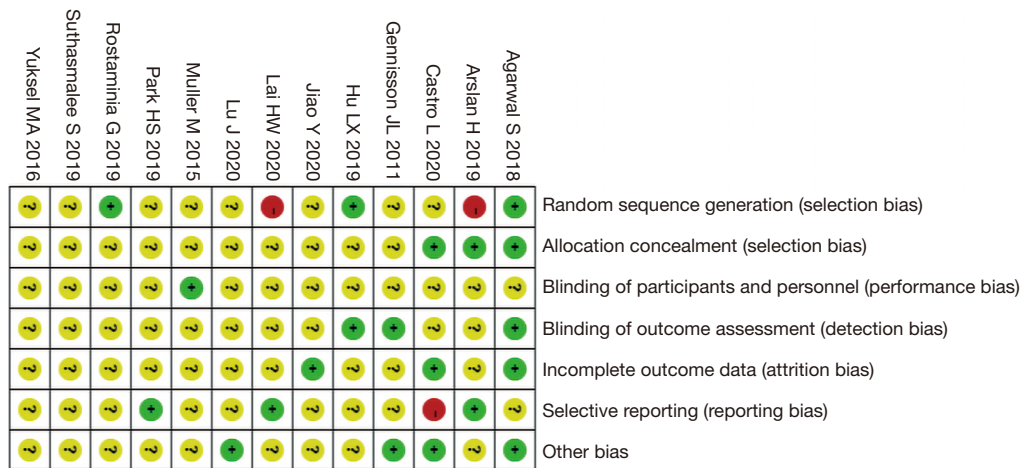 Yuksel MA 2016
Suthasmalee S 2019
Rostaminia G 2019
Park HS 2019
Muller M 2015
Lu J 2020
Lai HW 2020
Jiao Y 2020
Hu LX 2019
Gennisson JL 2011
Castro L 2020
Arslan H 2019
Agarwal S 2018
? ? + ? ? ? - ? + ? ? - + Random sequence generation (selection bias)
? ? ? ? ? ? ? ? ? ? + + + Allocation concealment (selection bias)
? ? ? ? + ? ? ? ? ? ? ? ? Blinding of participants and personnel (performance bias)
? ? ? ? ? ? ? ? + + ? ? + Blinding of outcome assessment (detection bias)
? ? ? ? ? ? ? + ? ? + ? + Incomplete outcome data (attrition bias)
? ? ? + ? ? + ? ? ? - + ? Selective reporting (reporting bias)
? ? ? ? ? + ? ? ? + + ? + Other bias